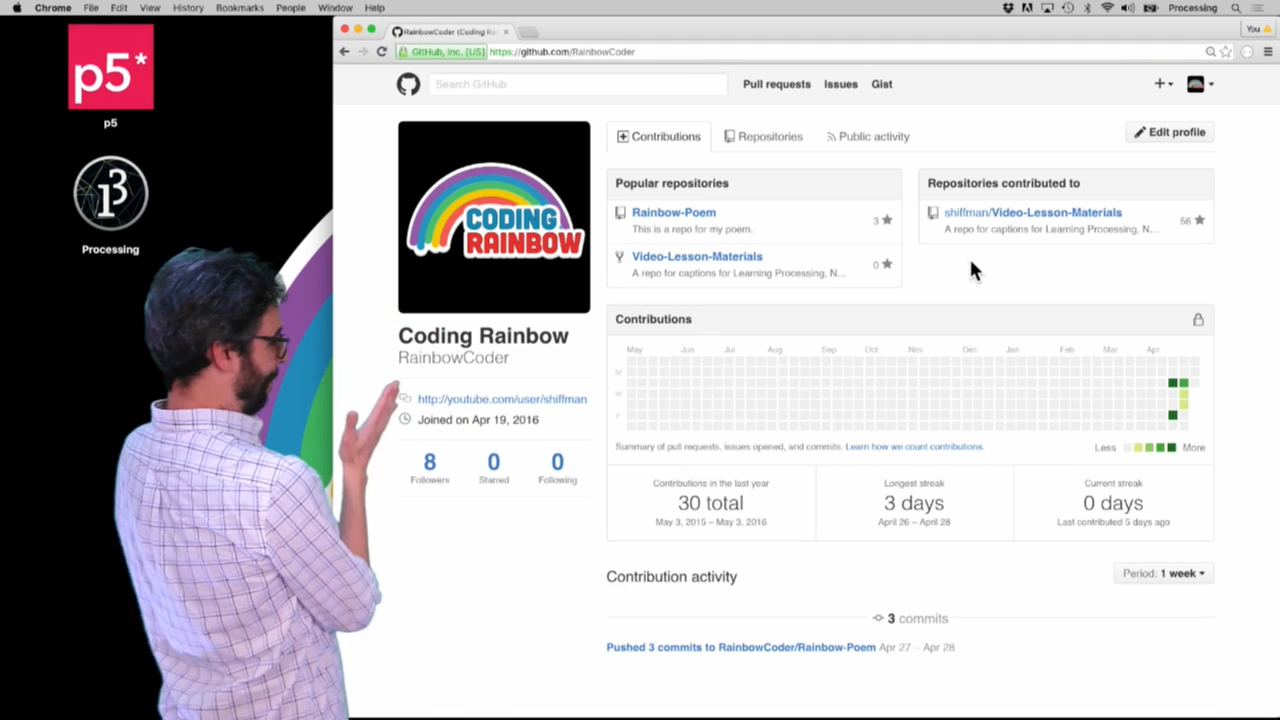 Chrome File Edit View History Bookmarks People Window Help Processing
p5*
p5
Processing
RainbowCoder (Coding Rai
You
GitHub, Inc. [US] https://github.com/RainbowCoder
Search GitHub
Pull requests Issues Gist
CODING
RAINBOW
Coding Rainbow
RainbowCoder
http://youtube.com/user/shiffman
Joined on Apr 19, 2016
8 0 0
Followers Starred Following
Contributions Repositories Public activity
Edit profile
Popular repositories
Rainbow-Poem
This is a repo for my poem.
3
Video-Lesson-Materials
A repo for captions for Learning Processing, N...
0
Repositories contributed to
shiffman/Video-Lesson-Materials
A repo for captions for Learning Processing, N...
56
Contributions
May Jun Jul Aug Sep Oct Nov Dec Jan Feb Mar Apr
M
W
F
Summary of pull requests, issues opened, and commits. Learn how we count contributions.
Less More
Contributions in the last year
30 total
May 3, 2015 – May 3, 2016
Longest streak
3 days
April 26 – April 28
Current streak
0 days
Last contributed 5 days ago
Contribution activity
Period: 1 week
3 commits
Pushed 3 commits to RainbowCoder/Rainbow-Poem Apr 27 – Apr 28